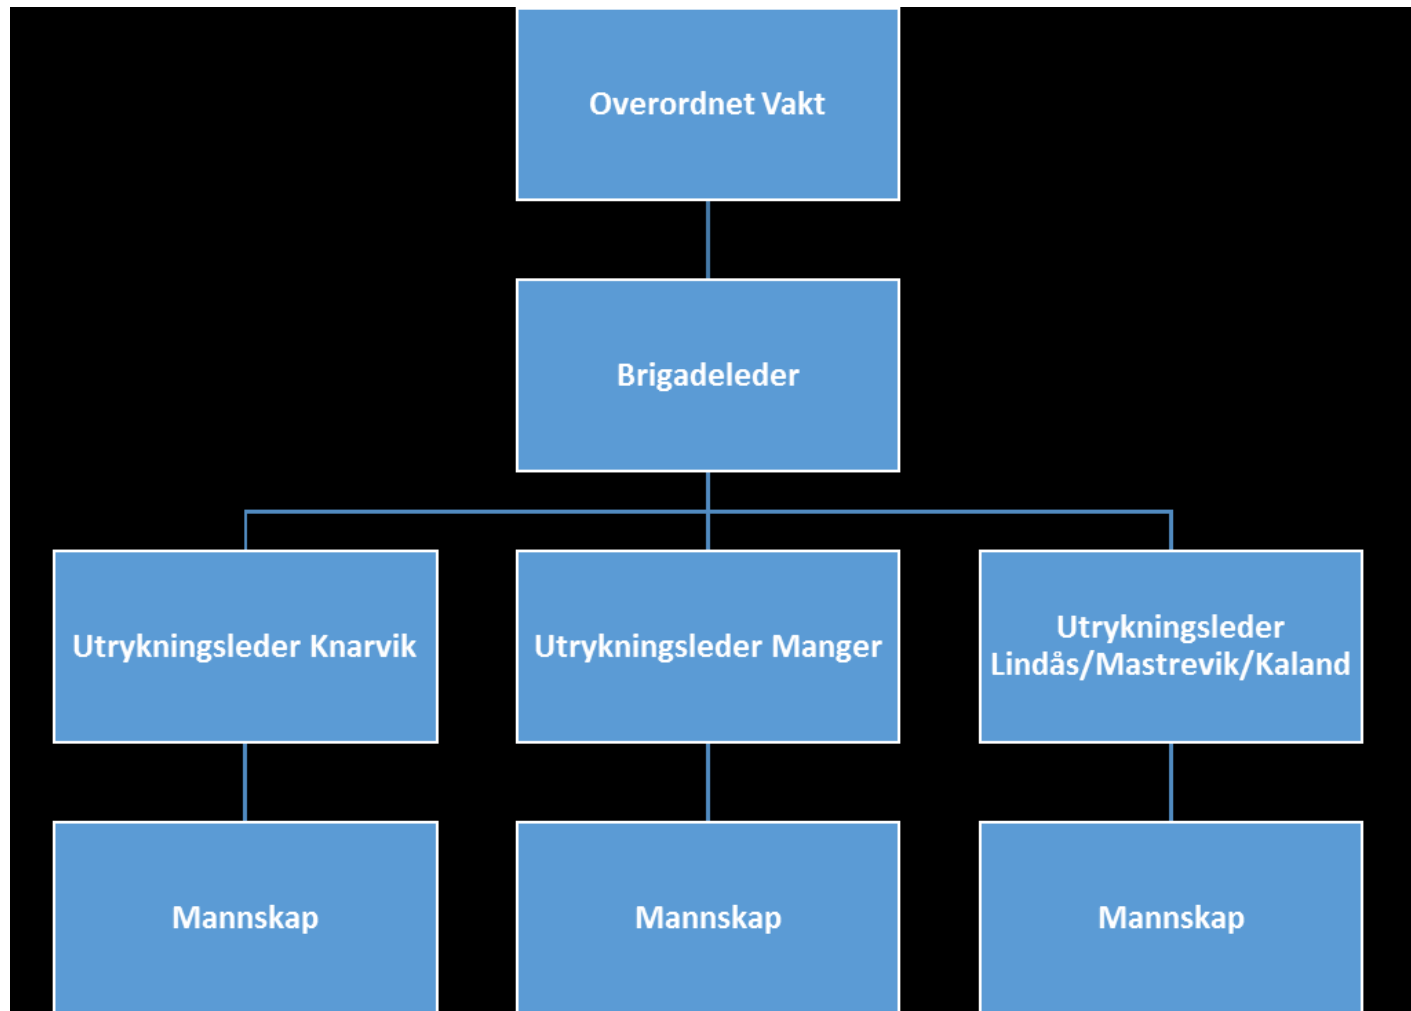 Overordnet Vakt
Brigadeleder
Utrykningsleder Knarvik
Utrykningsleder Manger
Utrykningsleder
Lindås/Mastrevik/Kaland
Mannskap
Mannskap
Mannskap